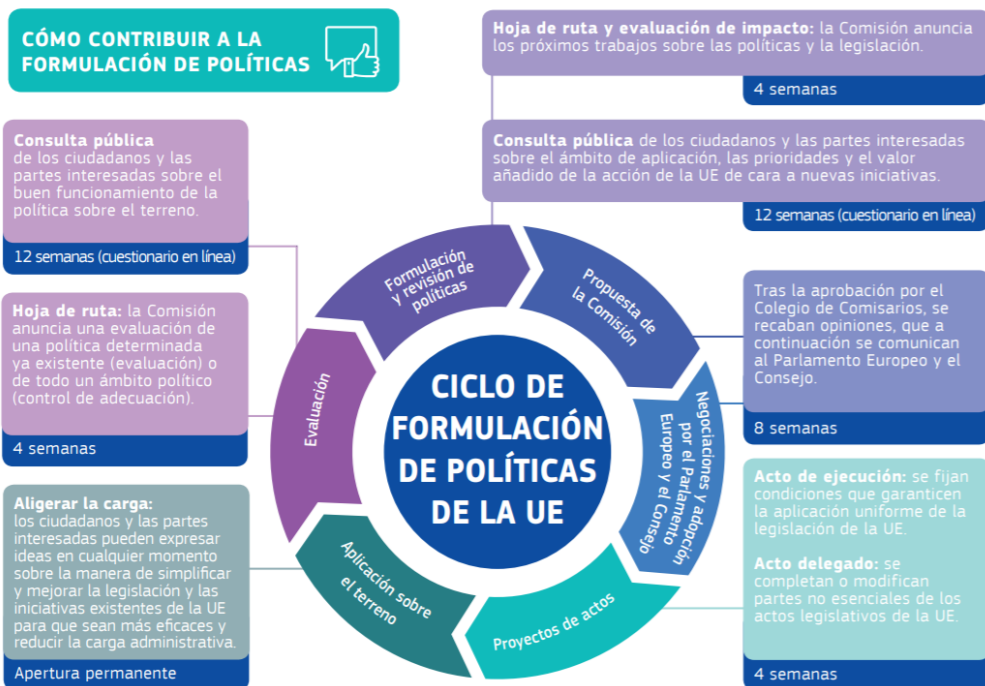 CÓMO CONTRIBUIR A LA
FORMULACIÓN DE POLÍTICAS
Hoja de ruta y evaluación de impacto: la Comisión anuncia
los próximos trabajos sobre las políticas y la legislación.
4 semanas
Consulta pública de los ciudadanos y las partes interesadas
sobre el ámbito de aplicación, las prioridades y el valor
añadido de la acción de la UE de cara a nuevas iniciativas.
12 semanas (cuestionario en línea)
Consulta pública
de los ciudadanos y las
partes interesadas sobre el
buen funcionamiento de la
política sobre el terreno.
12 semanas (cuestionario en línea)
Hoja de ruta: la Comisión
anuncia una evaluación de
una política determinada
ya existente (evaluación) o
de todo un ámbito político
(control de adecuación).
4 semanas
Aligerar la carga:
los ciudadanos y las partes
interesadas pueden expresar
ideas en cualquier momento
sobre la manera de simplificar
y mejorar la legislación y las
iniciativas existentes de la UE
para que sean más eficaces y
reducir la carga administrativa.
Apertura permanente
Formulación
y revisión de
políticas
Propuesta de
la Comisión
Negociaciones y adopción
por el Parlamento
Europeo y el Consejo
Proyectos de actos
Aplicación sobre
el terreno
Evaluación
CICLO DE
FORMULACIÓN
DE POLÍTICAS
DE LA UE
Tras la aprobación por el
Colegio de Comisarios, se
recaban opiniones, que a
continuación se comunican
al Parlamento Europeo y el
Consejo.
8 semanas
Acto de ejecución: se fijan
condiciones que garanticen
la aplicación uniforme de la
legislación de la UE.
Acto delegado: se
completan o modifican
partes no esenciales de los
actos legislativos de la UE.
4 semanas